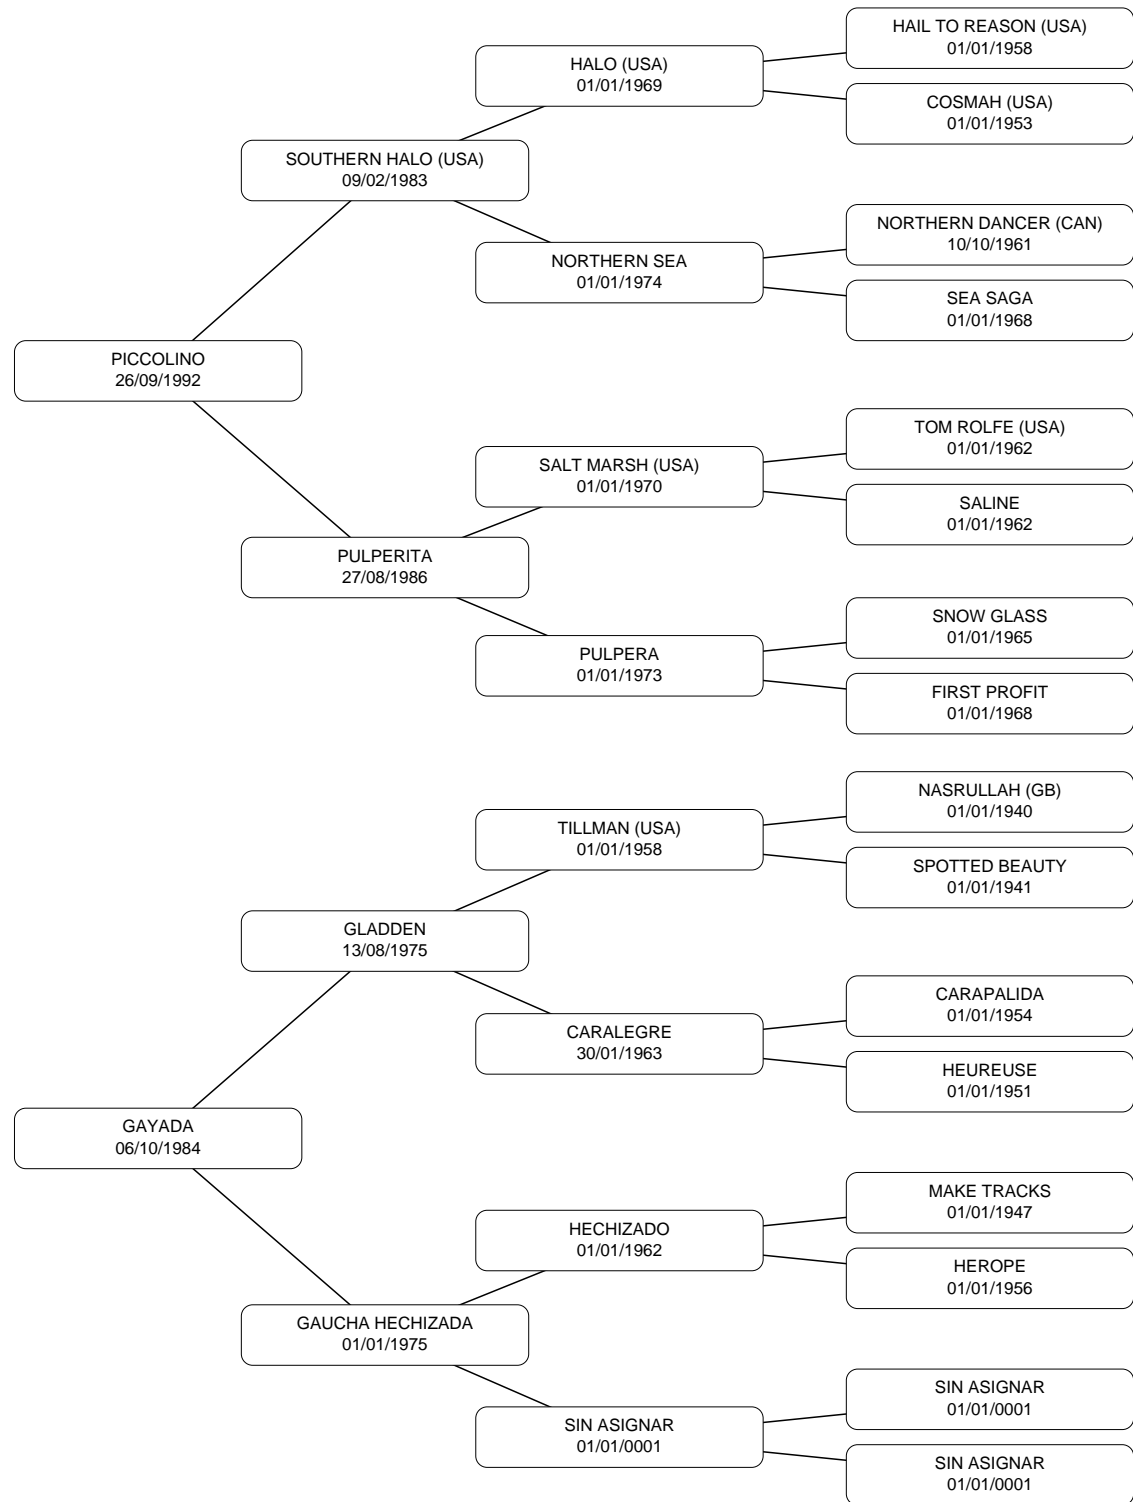 HAIL TO REASON (USA)
01/01/1958
HALO (USA)
01/01/1969
COSMAH (USA)
01/01/1953
SOUTHERN HALO (USA)
09/02/1983
NORTHERN DANCER (CAN)
10/10/1961
NORTHERN SEA
01/01/1974
SEA SAGA
01/01/1968
PICCOLINO
26/09/1992
TOM ROLFE (USA)
01/01/1962
SALT MARSH (USA)
01/01/1970
SALINE
01/01/1962
PULPERITA
27/08/1986
SNOW GLASS
01/01/1965
PULPERA
01/01/1973
FIRST PROFIT
01/01/1968
NASRULLAH (GB)
01/01/1940
TILLMAN (USA)
01/01/1958
SPOTTED BEAUTY
01/01/1941
GLADDEN
13/08/1975
CARAPALIDA
01/01/1954
CARALEGRE
30/01/1963
HEUREUSE
01/01/1951
GAYADA
06/10/1984
MAKE TRACKS
01/01/1947
HECHIZADO
01/01/1962
HEROPE
01/01/1956
GAUCHA HECHIZADA
01/01/1975
SIN ASIGNAR
01/01/0001
SIN ASIGNAR
01/01/0001
SIN ASIGNAR
01/01/0001